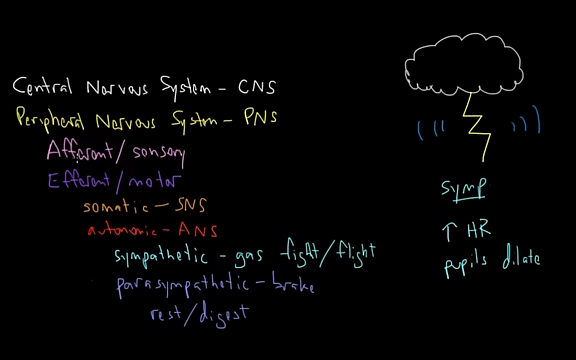 Central Nervous System - CNS
Peripheral Nervous System - PNS
Afferent/sensory
Efferent/motor
somatic - SNS
autonomic - ANS
sympathetic - gas fight/flight
parasympathetic - brake
rest/digest
symp
↑ HR
pupils dilate